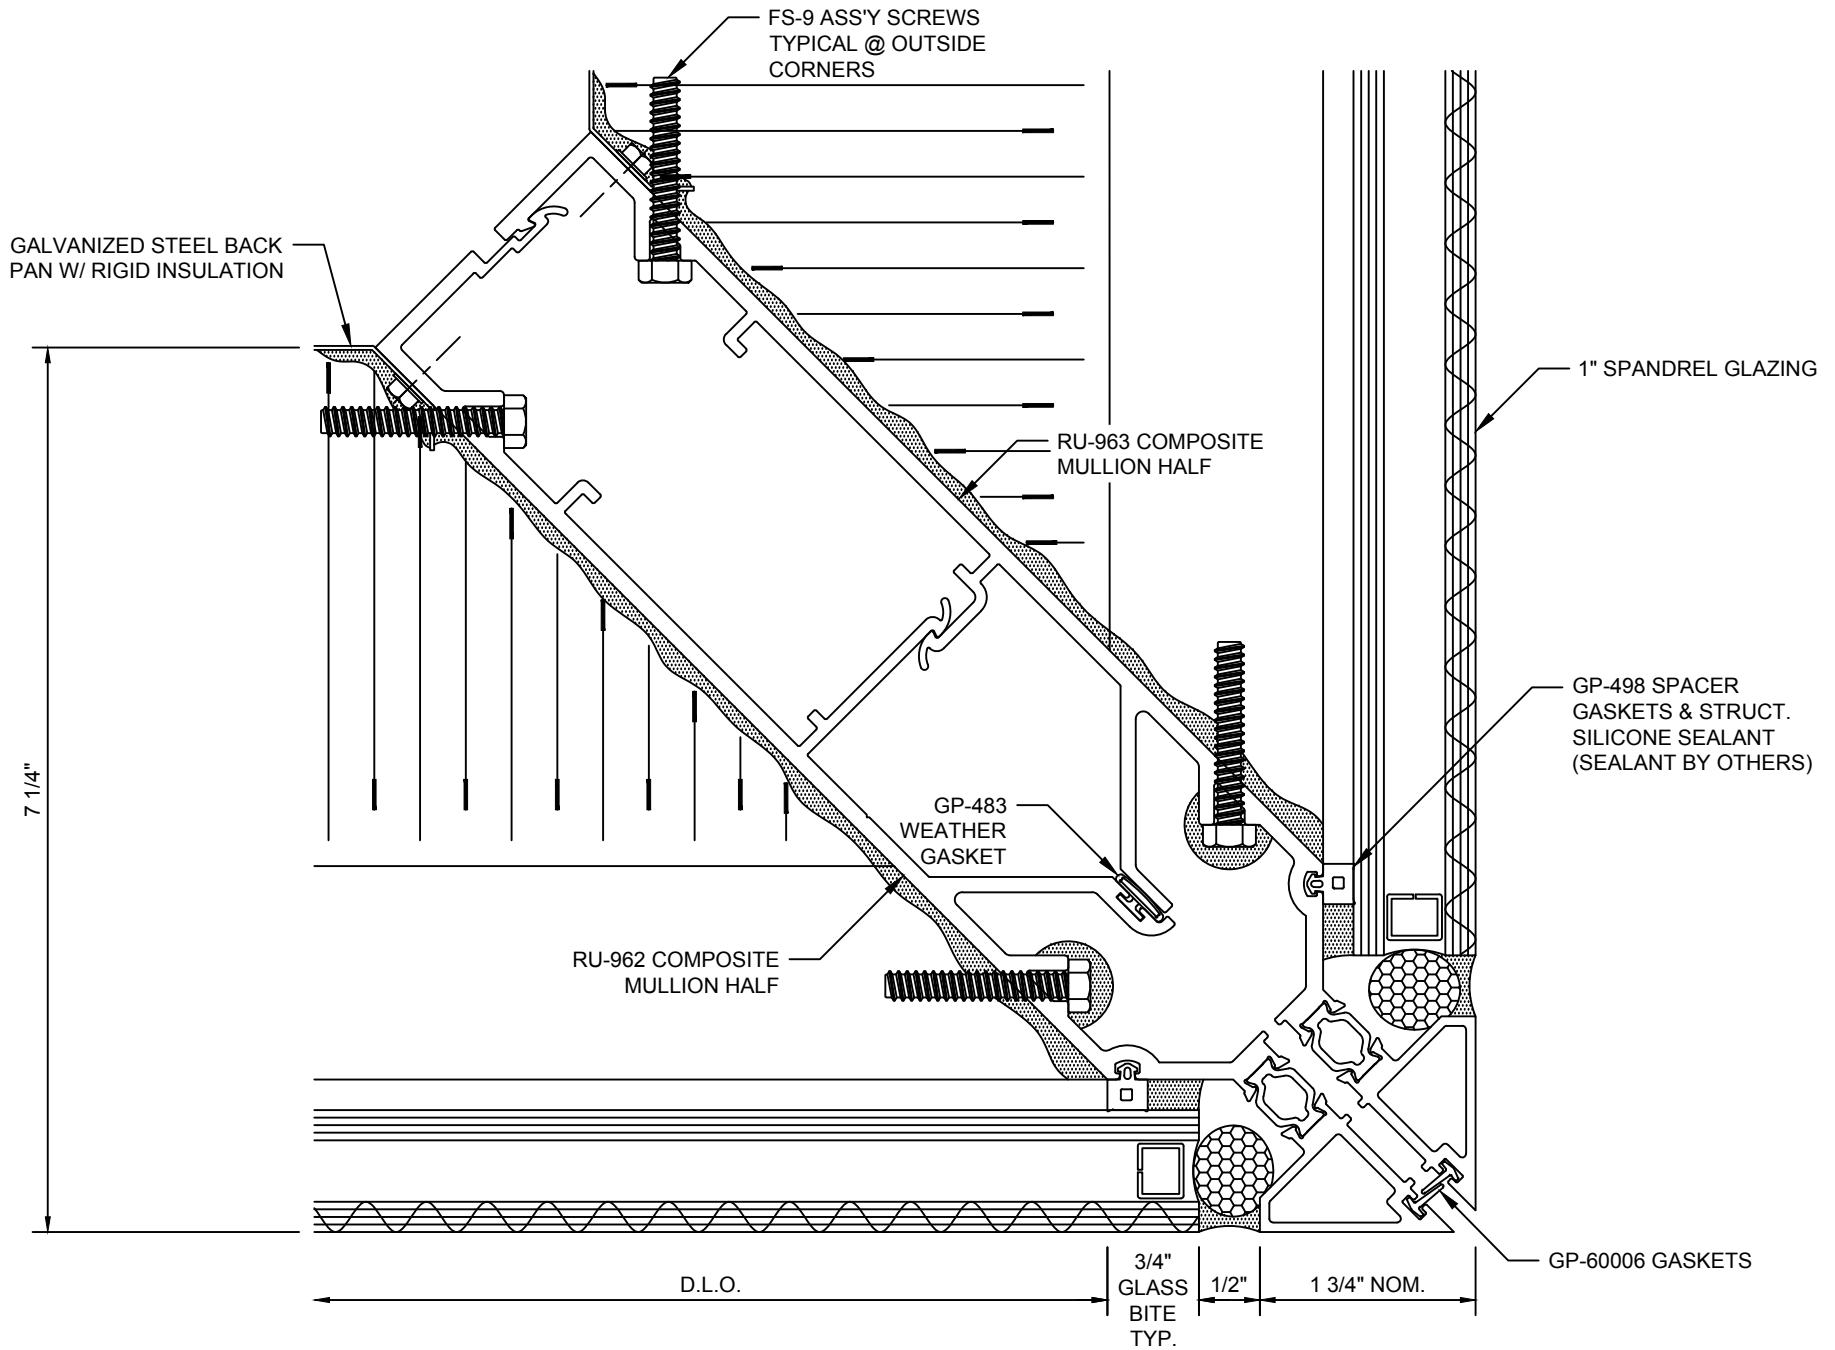 FS-9 ASS'Y SCREWS
TYPICAL @ OUTSIDE
CORNERS
GALVANIZED STEEL BACK
PAN W/ RIGID INSULATION
1" SPANDREL GLAZING
RU-963 COMPOSITE
MULLION HALF
GP-498 SPACER
GASKETS & STRUCT.
SILICONE SEALANT
(SEALANT BY OTHERS)
7 1/4"
GP-483
WEATHER
GASKET
RU-962 COMPOSITE
MULLION HALF
GP-60006 GASKETS
D.L.O.
3/4"
GLASS
BITE
TYP.
1/2"
1 3/4" NOM.